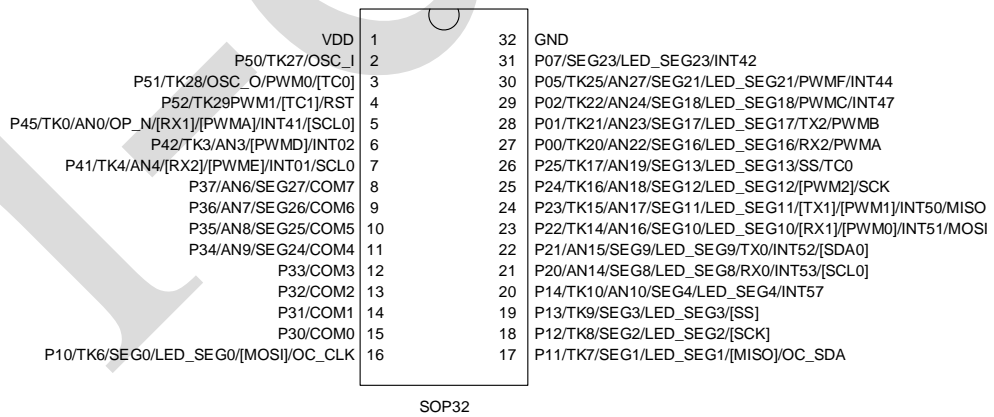 VDD 1 32 GND
P50/TK27/OSC_I 2 31 P07/SEG23/LED_SEG23/INT42
P51/TK28/OSC_O/PWM0/[TC0] 3 30 P05/TK25/AN27/SEG21/LED_SEG21/PWMF/INT44
P52/TK29PWM1/[TC1]/RST 4 29 P02/TK22/AN24/SEG18/LED_SEG18/PWMC/INT47
P45/TK0/AN0/OP_N/[RX1]/[PWMA]/INT41/[SCL0] 5 28 P01/TK21/AN23/SEG17/LED_SEG17/TX2/PWMB
P42/TK3/AN3/[PWMD]/INT02 6 27 P00/TK20/AN22/SEG16/LED_SEG16/RX2/PWMA
P41/TK4/AN4/[RX2]/[PWME]/INT01/SCL0 7 26 P25/TK17/AN19/SEG13/LED_SEG13/SS/TC0
P37/AN6/SEG27/COM7 8 25 P24/TK16/AN18/SEG12/LED_SEG12/[PWM2]/SCK
P36/AN7/SEG26/COM6 9 24 P23/TK15/AN17/SEG11/LED_SEG11/[TX1]/[PWM1]/INT50/MISO
P35/AN8/SEG25/COM5 10 23 P22/TK14/AN16/SEG10/LED_SEG10/[RX1]/[PWM0]/INT51/MOSI
P34/AN9/SEG24/COM4 11 22 P21/AN15/SEG9/LED_SEG9/TX0/INT52/[SDA0]
P33/COM3 12 21 P20/AN14/SEG8/LED_SEG8/RX0/INT53/[SCL0]
P32/COM2 13 20 P14/TK10/AN10/SEG4/LED_SEG4/INT57
P31/COM1 14 19 P13/TK9/SEG3/LED_SEG3/[SS]
P30/COM0 15 18 P12/TK8/SEG2/LED_SEG2/[SCK]
P10/TK6/SEG0/LED_SEG0/[MOSI]/OC_CLK 16 17 P11/TK7/SEG1/LED_SEG1/[MISO]/OC_SDA
SOP32